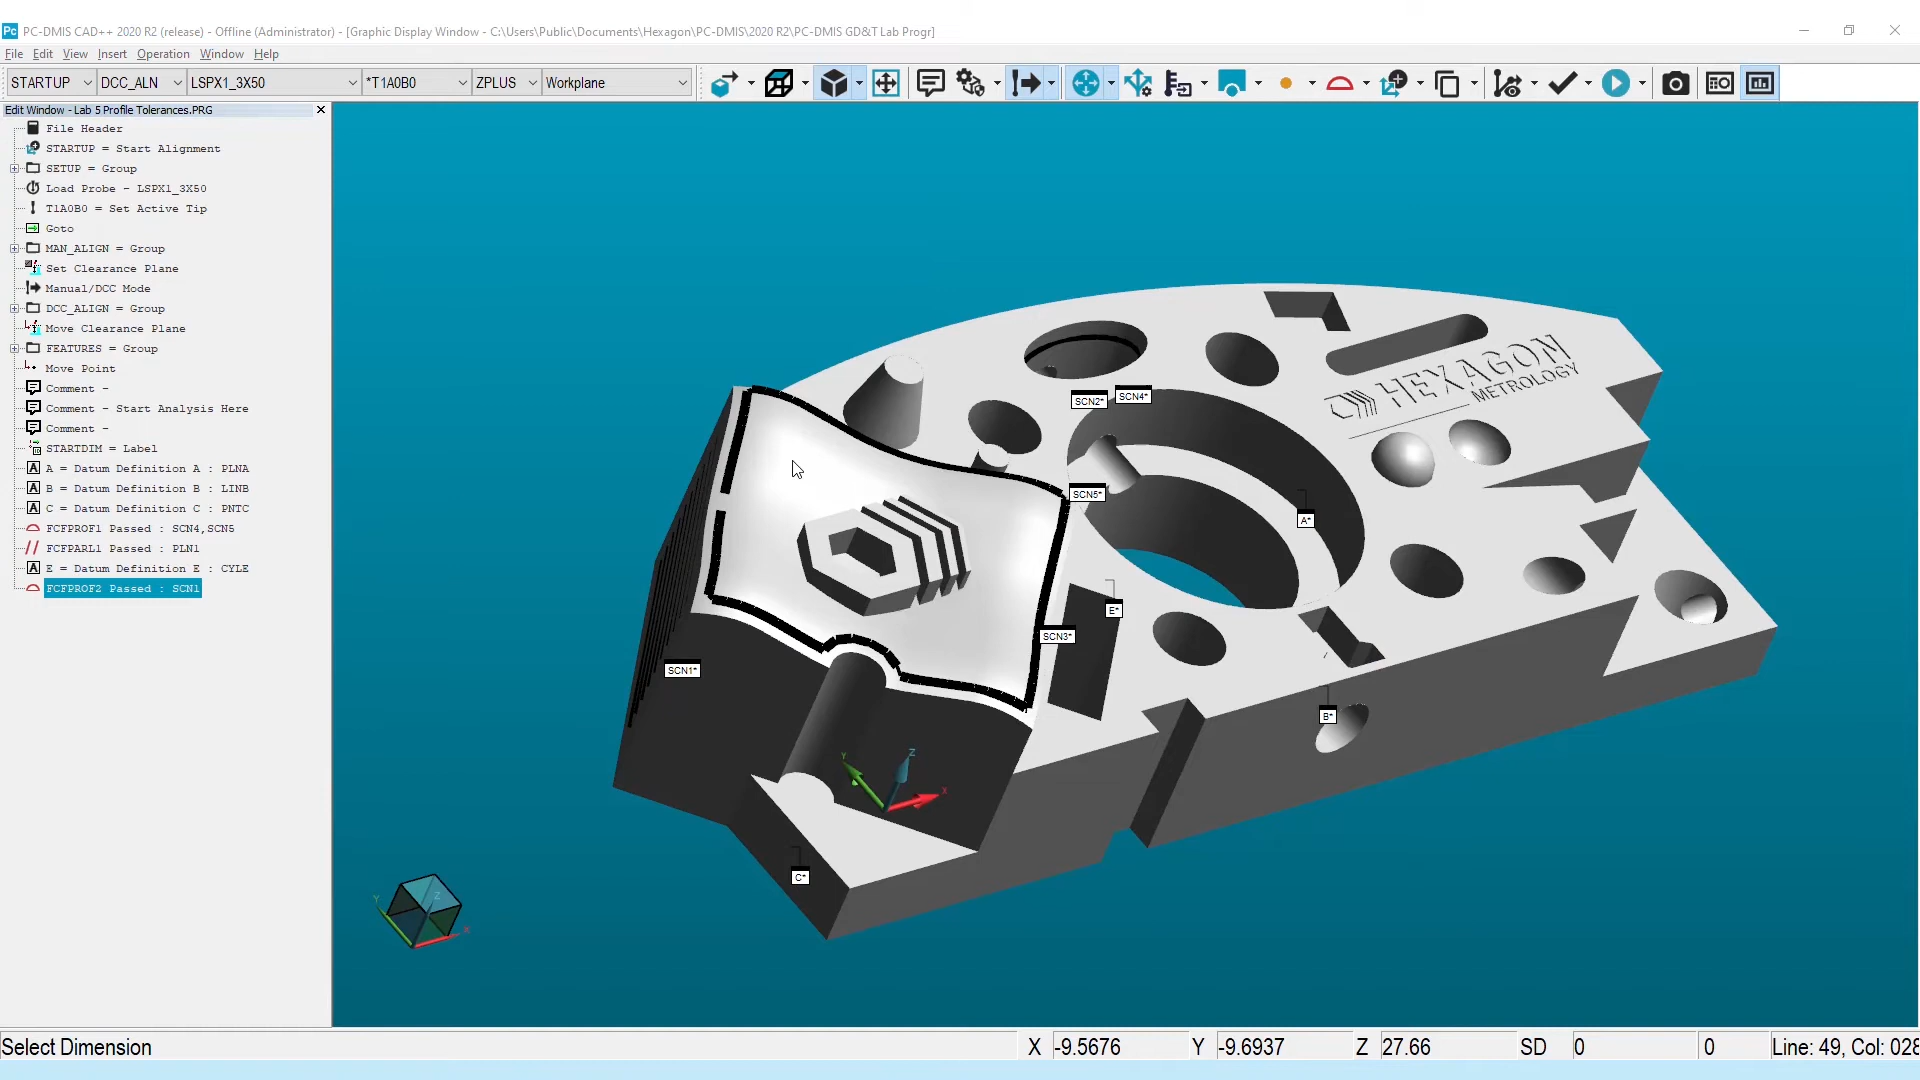 PC-DMIS CAD++ 2020 R2 (release) - Offline (Administrator) - [Graphic Display Window - C:\Users\Public\Documents\Hexagon\PC-DMIS\2020 R2\PC-DMIS GD&T Lab Progr]
File Edit View Insert Operation Window Help
STARTUP DCC_ALN LSPX1_3X50 *T1A0B0 ZPLUS Workplane
Edit Window - Lab 5 Profile Tolerances.PRG
File Header
STARTUP = Start Alignment
SETUP = Group
Load Probe - LSPX1_3X50
T1A0B0 = Set Active Tip
Goto
MAN_ALIGN = Group
Set Clearance Plane
Manual/DCC Mode
DCC_ALIGN = Group
Move Clearance Plane
FEATURES = Group
Move Point
Comment -
Comment - Start Analysis Here
Comment -
STARTDIM = Label
A = Datum Definition A : PLNA
B = Datum Definition B : LINB
C = Datum Definition C : PNTC
FCFPROF1 Passed : SCN4,SCN5
FCFPARL1 Passed : PLN1
E = Datum Definition E : CYLE
FCFPROF2 Passed : SCN1
HEXAGON
METROLOGY
SCN2*
SCN4*
SCN5*
A*
E*
SCN3*
SCN1*
B*
C*
Y Z X
Y Z X
Select Dimension X -9.5676 Y -9.6937 Z 27.66 SD 0 0 Line: 49, Col: 028